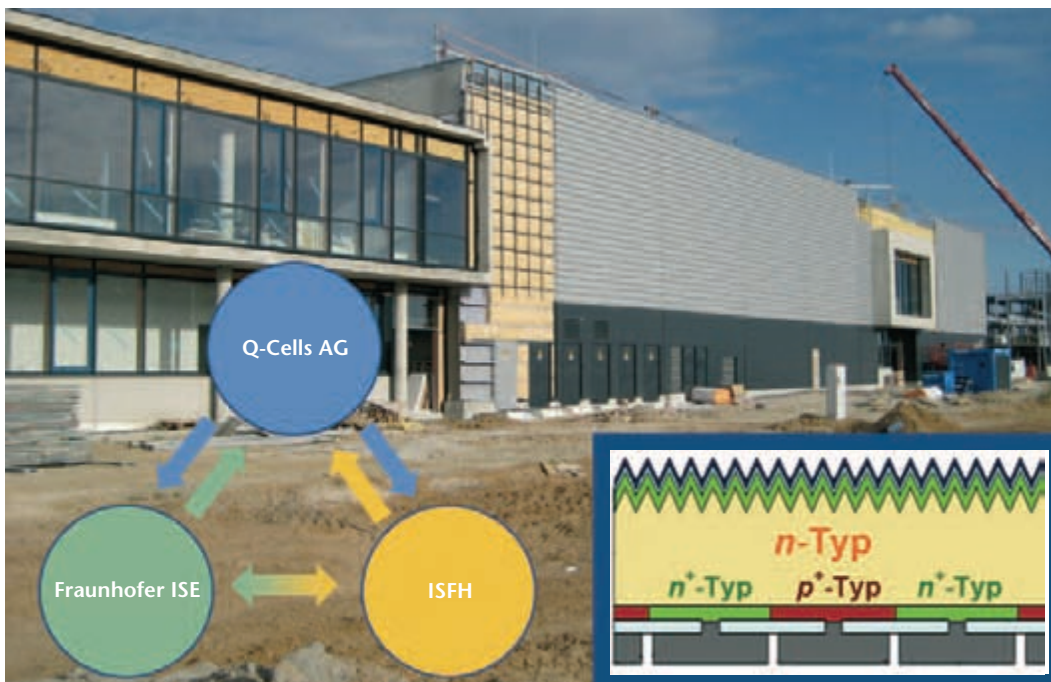 Q-Cells AG
Fraunhofer ISE
ISFH
n-Typ
n⁺-Typ p⁺-Typ n⁺-Typ